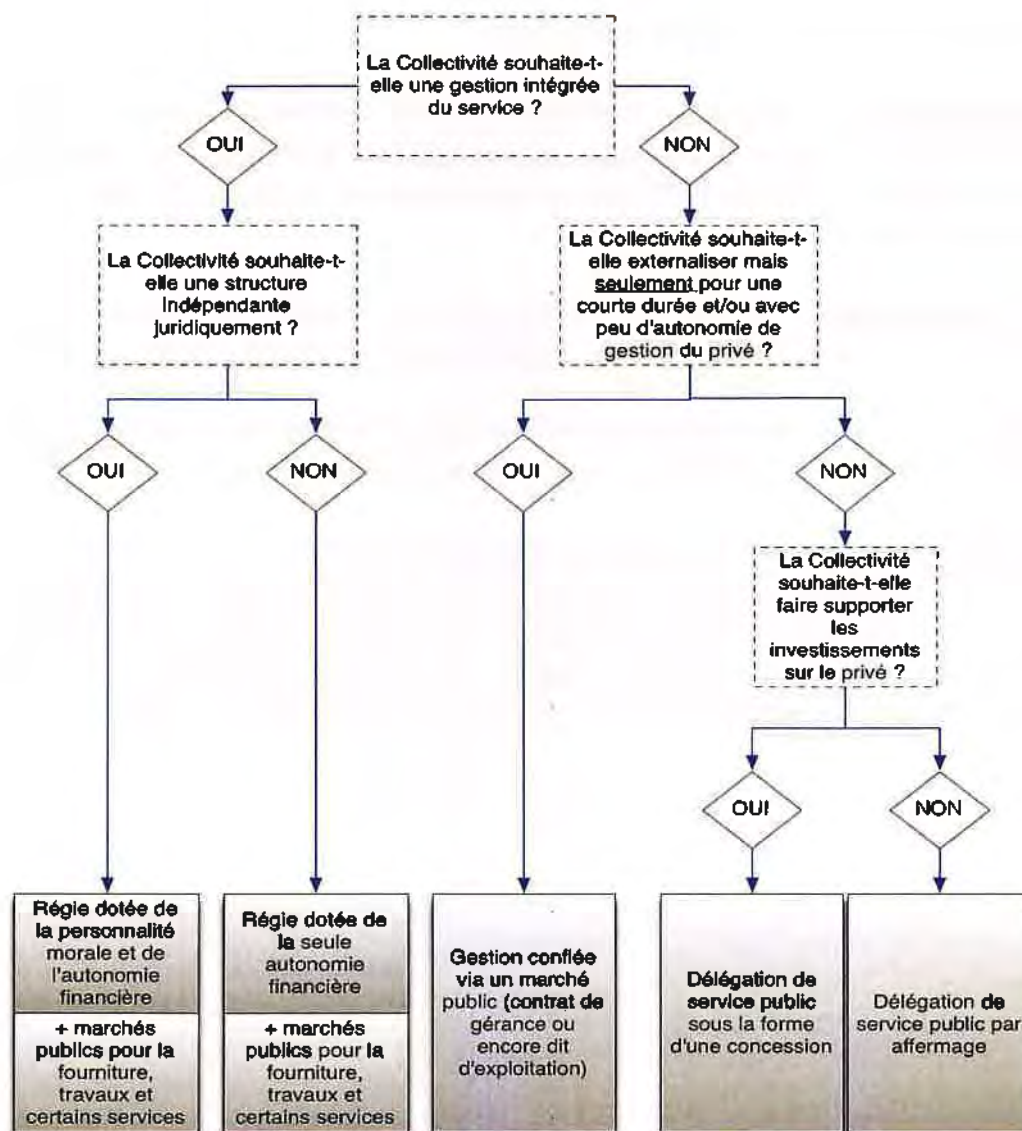 La Collectivité souhaite-t-
elle une gestion intégrée
du service ?
OUI
NON
La Collectivité souhaite-t-
elle une structure
indépendante
juridiquement ?
La Collectivité souhaite-t-
elle externaliser mais
seulement pour une
courte durée et/ou avec
peu d'autonomie de
gestion du privé ?
OUI
NON
OUI
NON
La Collectivité
souhaite-t-elle
faire supporter
les
investissements
sur le privé ?
OUI
NON
Régie dotée de
la personnalité
morale et de
l'autonomie
financière
+ marchés
publics pour la
fourniture,
travaux et
certains services
Régie dotée de
la seule
autonomie
financière
+ marchés
publics pour la
fourniture,
travaux et
certains services
Gestion confiée
via un marché
public (contrat de
gérance ou
encore dit
d'exploitation)
Délégation de
service public
sous la forme
d'une concession
Délégation de
service public par
affermage